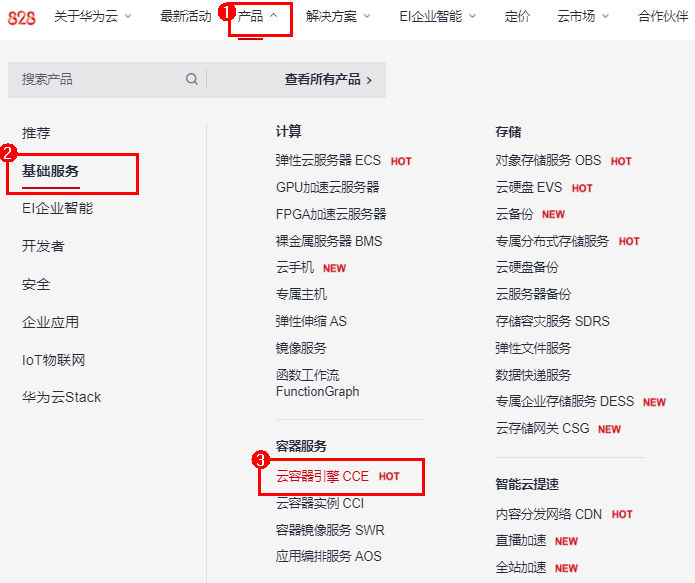 828 关于华为云 最新活动 1 产品 解决方案 EI企业智能 定价 云市场 合作伙伴
搜索产品 查看所有产品
推荐
2
基础服务
EI企业智能
开发者
安全
企业应用
IoT物联网
华为云Stack
计算
弹性云服务器 ECS HOT
GPU加速云服务器
FPGA加速云服务器
裸金属服务器 BMS
云手机 NEW
专属主机
弹性伸缩 AS
镜像服务
函数工作流
FunctionGraph
容器服务
3
云容器引擎 CCE HOT
云容器实例 CCI
容器镜像服务 SWR
应用编排服务 AOS
存储
对象存储服务 OBS HOT
云硬盘 EVS HOT
云备份 NEW
专属分布式存储服务 HOT
云硬盘备份
云服务器备份
存储容灾服务 SDRS
弹性文件服务
数据快递服务
专属企业存储服务 DESS NEW
云存储网关 CSG NEW
智能云提速
内容分发网络 CDN HOT
直播加速 NEW
全站加速 NEW